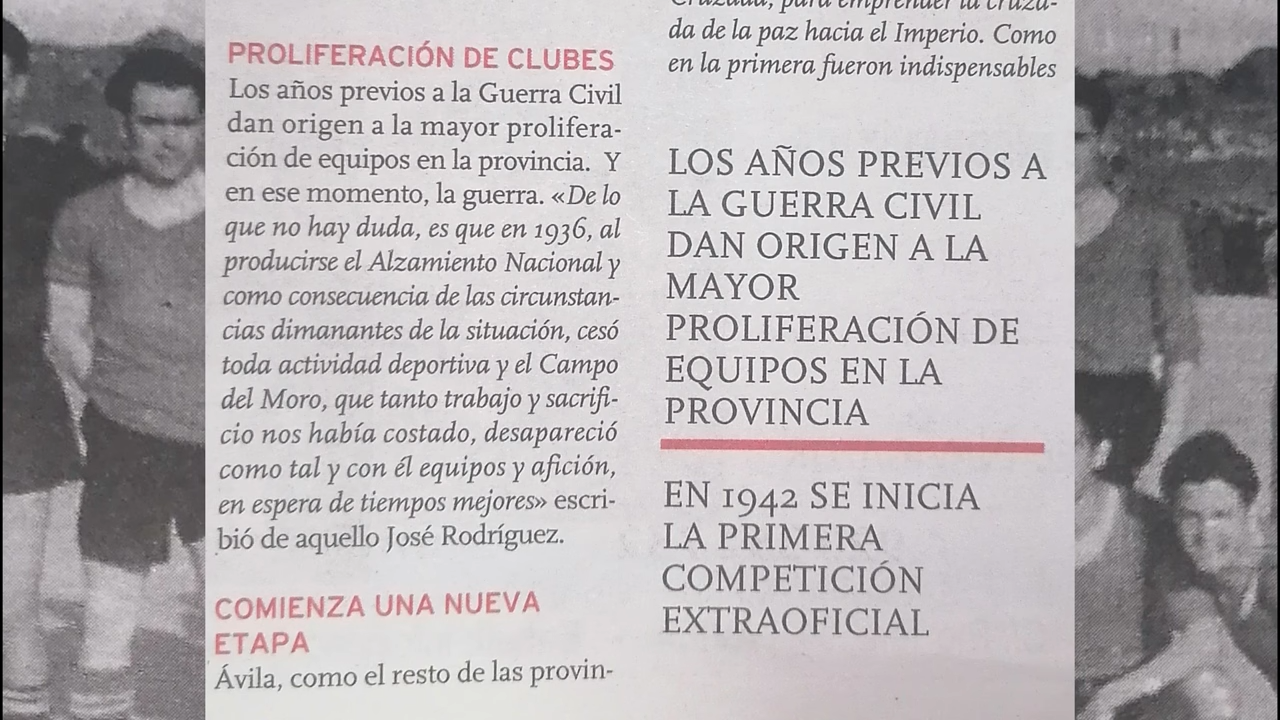 PROLIFERACIÓN DE CLUBES
Los años previos a la Guerra Civil
dan origen a la mayor prolifera-
ción de equipos en la provincia. Y
en ese momento, la guerra. «De lo
que no hay duda, es que en 1936, al
producirse el Alzamiento Nacional y
como consecuencia de las circunstan-
cias dimanantes de la situación, cesó
toda actividad deportiva y el Campo
del Moro, que tanto trabajo y sacrifi-
cio nos había costado, desapareció
como tal y con él equipos y afición,
en espera de tiempos mejores» escri-
bió de aquello José Rodríguez.
COMIENZA UNA NUEVA
ETAPA
Ávila, como el resto de las provin-
Cruzada, para emprender la cruza-
da de la paz hacia el Imperio. Como
en la primera fueron indispensables
LOS AÑOS PREVIOS A
LA GUERRA CIVIL
DAN ORIGEN A LA
MAYOR
PROLIFERACIÓN DE
EQUIPOS EN LA
PROVINCIA
EN 1942 SE INICIA
LA PRIMERA
COMPETICIÓN
EXTRAOFICIAL